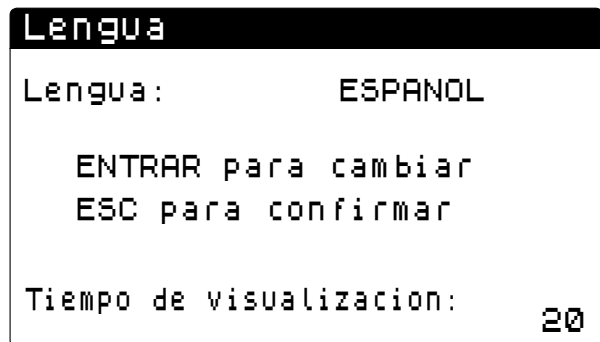 Lengua
Lengua: ESPANOL
ENTRAR para cambiar
ESC para confirmar
Tiempo de visualizacion: 20